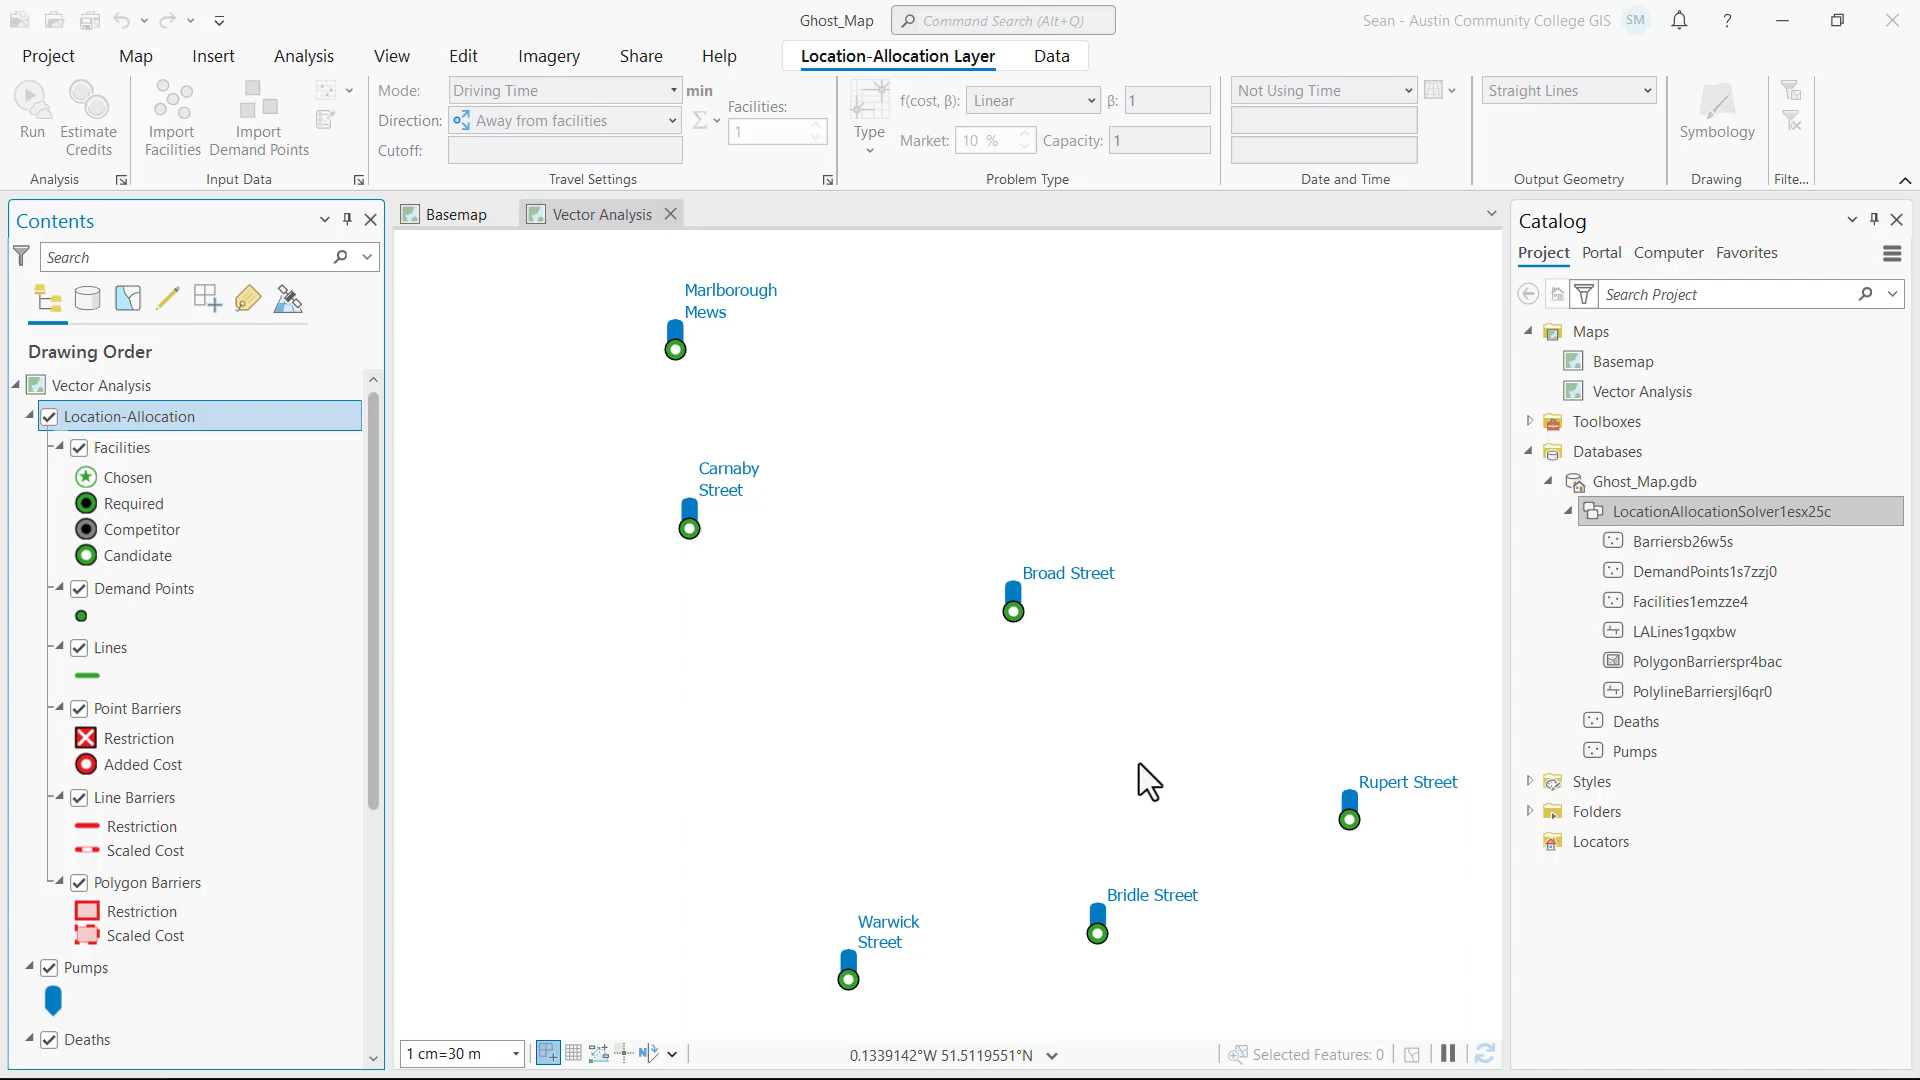 Ghost_Map
Command Search (Alt+Q)
Sean - Austin Community College GIS
SM
?
Project
Map
Insert
Analysis
View
Edit
Imagery
Share
Help
Location-Allocation Layer
Data
Run
Estimate
Credits
Analysis
Import
Facilities
Import
Demand Points
Input Data
Mode:
Driving Time
min
Direction:
Away from facilities
Cutoff:
Facilities:
1
Travel Settings
Type
f(cost, β):
Linear
β:
1
Market:
10 %
Capacity:
1
Problem Type
Not Using Time
Date and Time
Straight Lines
Output Geometry
Symbology
Drawing
Filte...
Contents
Search
Drawing Order
Vector Analysis
Location-Allocation
Facilities
Chosen
Required
Competitor
Candidate
Demand Points
Lines
Point Barriers
Restriction
Added Cost
Line Barriers
Restriction
Scaled Cost
Polygon Barriers
Restriction
Scaled Cost
Pumps
Deaths
Basemap
Vector Analysis
Marlborough
Mews
Carnaby
Street
Broad Street
Rupert Street
Bridle Street
Warwick
Street
1 cm=30 m
N
0.1339142°W 51.5119551°N
Selected Features: 0
Catalog
Project
Portal
Computer
Favorites
Search Project
Maps
Basemap
Vector Analysis
Toolboxes
Databases
Ghost_Map.gdb
LocationAllocationSolver1esx25c
Barriersb26w5s
DemandPoints1s7zzj0
Facilities1emzze4
LALines1gqxbw
PolygonBarrierspr4bac
PolylineBarriersjl6qr0
Deaths
Pumps
Styles
Folders
Locators